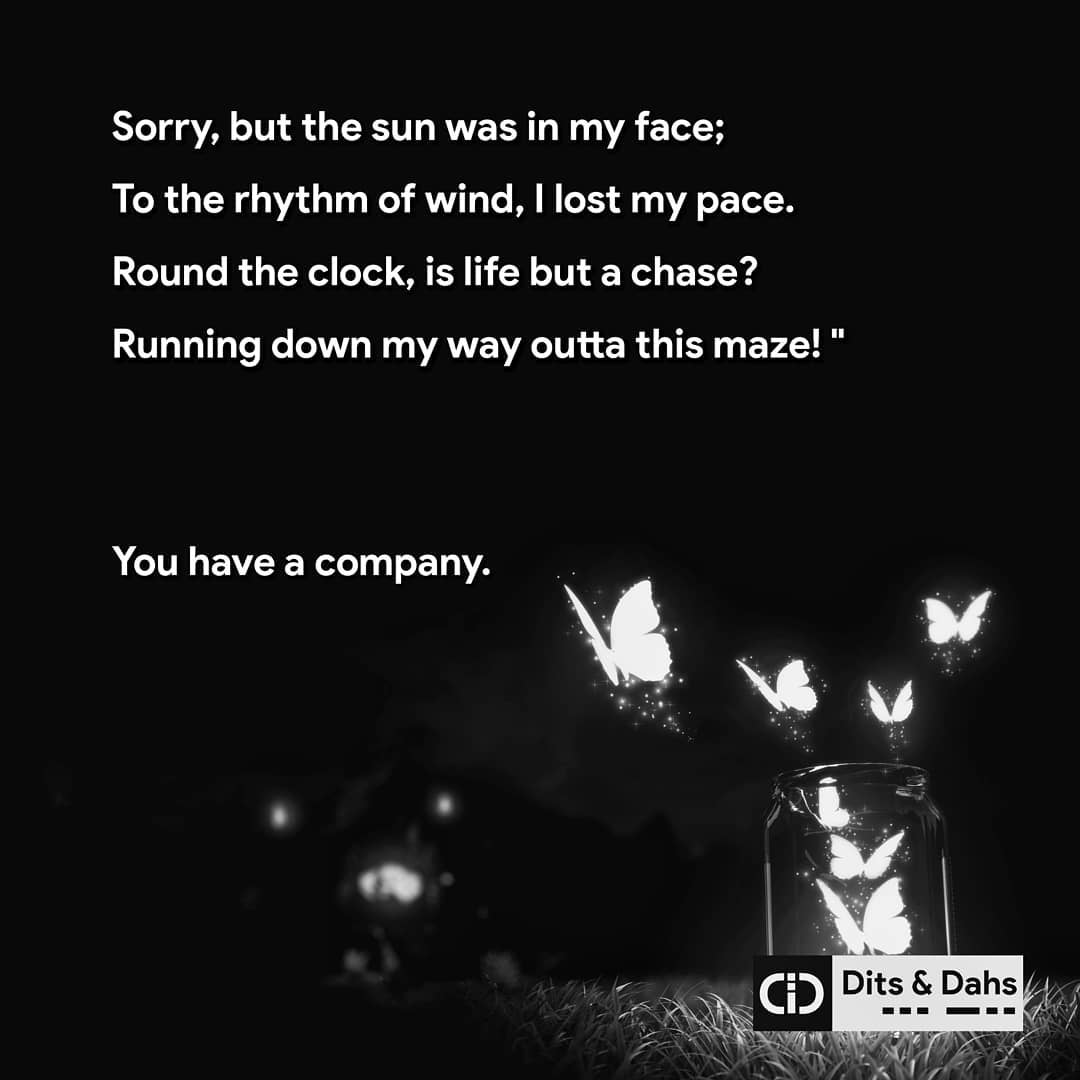 Sorry, but the sun was in my face;
To the rhythm of wind, I lost my pace.
Round the clock, is life but a chase?
Running down my way outta this maze! "
You have a company.
Dits & Dahs